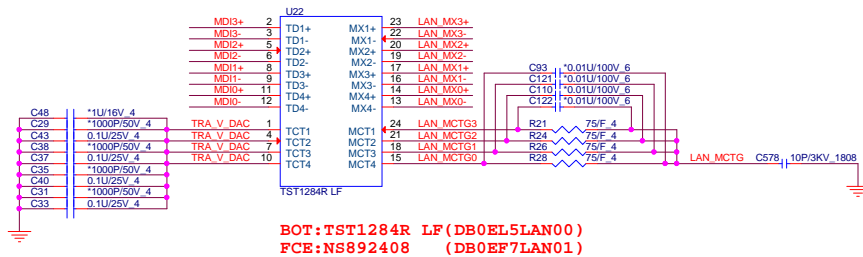 U22
MDI3+ 2 TD1+ MX1+ 23 LAN_MX3+
MDI3- 3 TD1- MX1- 22 LAN_MX3-
MDI2+ 5 TD2+ MX2+ 20 LAN_MX2+
MDI2- 6 TD2- MX2- 19 LAN_MX2-
MDI1+ 8 TD3+ MX3+ 17 LAN_MX1+
MDI1- 9 TD3- MX3- 16 LAN_MX1-
MDI0+ 11 TD4+ MX4+ 14 LAN_MX0+
MDI0- 12 TD4- MX4- 13 LAN_MX0-
C93 *0.01U/100V_6
C121 *0.01U/100V_6
C110 *0.01U/100V_6
C122 *0.01U/100V_6
C48 *1U/16V_4
C29 *1000P/50V_4
C43 0.1U/25V_4
C38 *1000P/50V_4
C37 0.1U/25V_4
C35 *1000P/50V_4
C40 0.1U/25V_4
C31 *1000P/50V_4
C33 0.1U/25V_4
TRA_V_DAC 1 TCT1 MCT1 24 LAN_MCTG3 R21 75/F_4
TRA_V_DAC 4 TCT2 MCT2 21 LAN_MCTG2 R24 75/F_4
TRA_V_DAC 7 TCT3 MCT3 18 LAN_MCTG1 R26 75/F_4
TRA_V_DAC 10 TCT4 MCT4 15 LAN_MCTG0 R28 75/F_4
LAN_MCTG C578 10P/3KV_1808
TST1284R LF
BOT:TST1284R LF(DB0EL5LAN00)
FCE:NS892408 (DB0EF7LAN01)